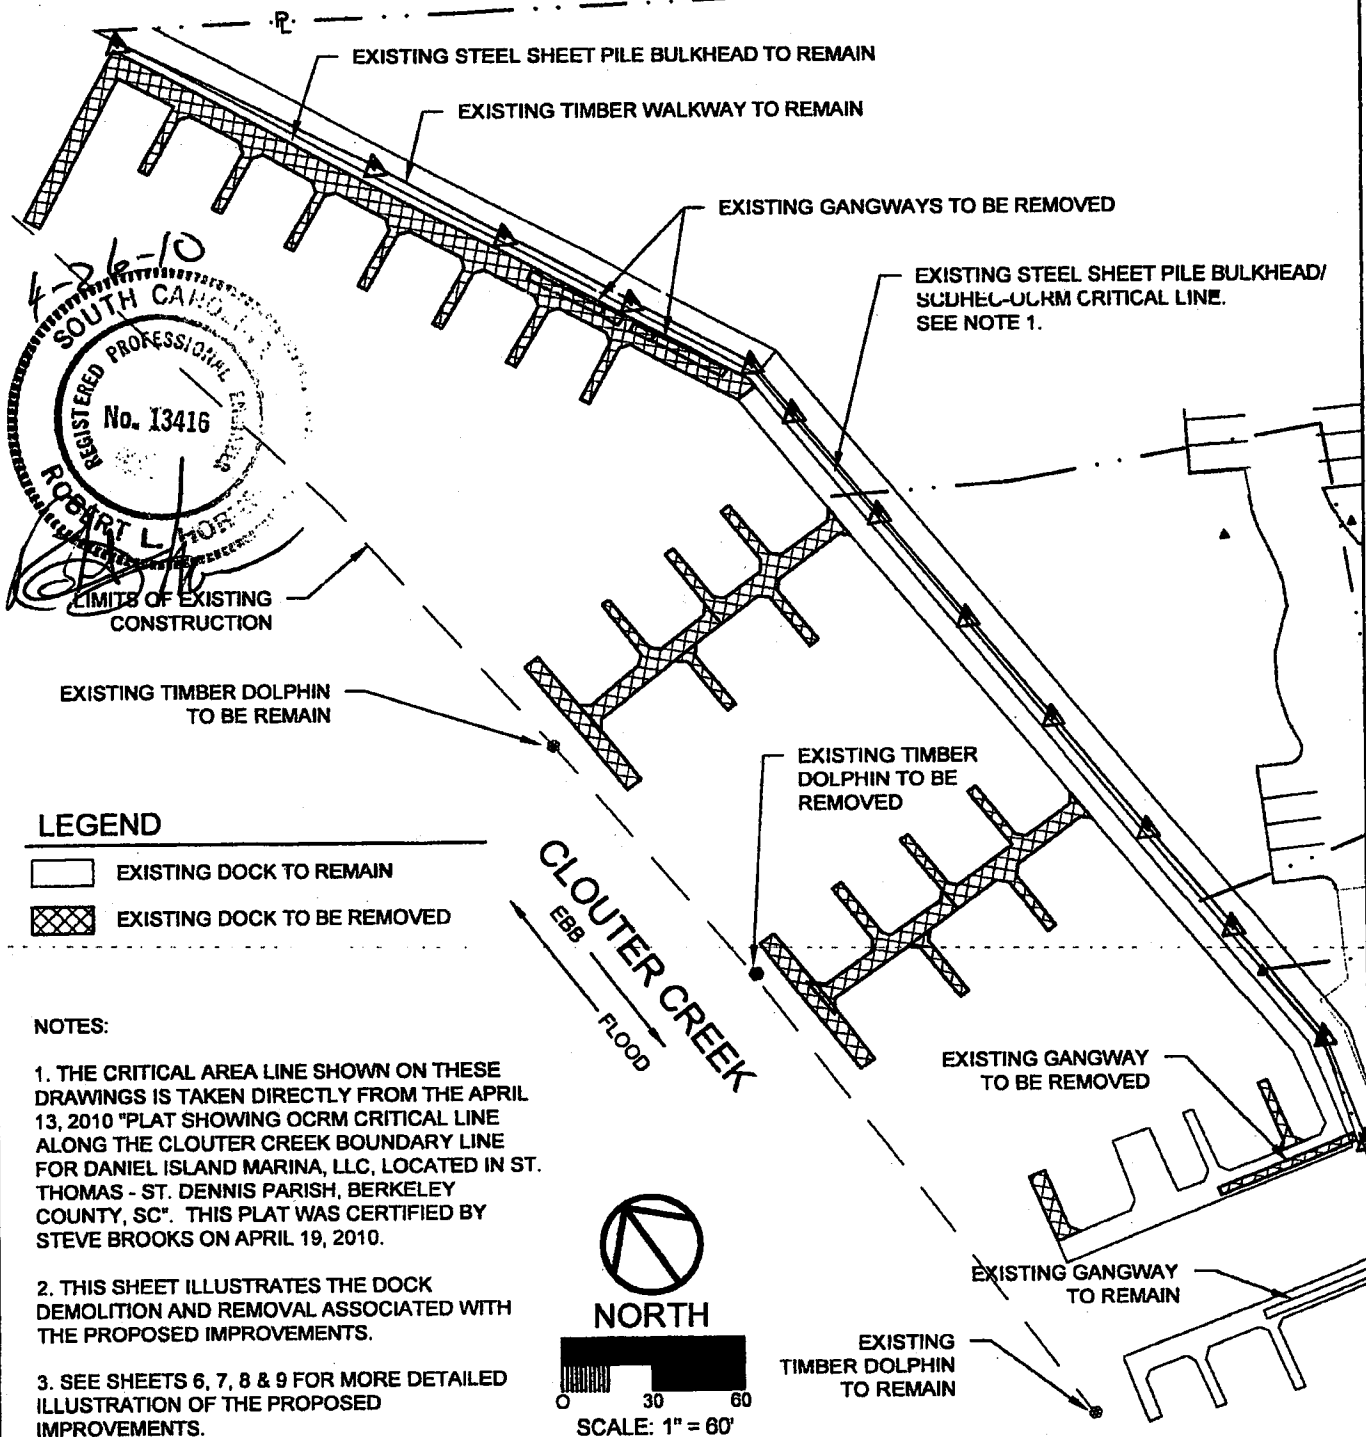 PL
EXISTING STEEL SHEET PILE BULKHEAD TO REMAIN
EXISTING TIMBER WALKWAY TO REMAIN
EXISTING GANGWAYS TO BE REMOVED
EXISTING STEEL SHEET PILE BULKHEAD/
SCDHEC-OCRM CRITICAL LINE.
SEE NOTE 1.
4-26-10
SOUTH CAROLINA
REGISTERED PROFESSIONAL ENGINEER
No. 13416
ROBERT L.
LIMITS OF EXISTING
CONSTRUCTION
EXISTING TIMBER DOLPHIN
TO BE REMAIN
EXISTING TIMBER
DOLPHIN TO BE
REMOVED
LEGEND
EXISTING DOCK TO REMAIN
EXISTING DOCK TO BE REMOVED
CLOUTER CREEK
EBB
FLOOD
NOTES:
1. THE CRITICAL AREA LINE SHOWN ON THESE
DRAWINGS IS TAKEN DIRECTLY FROM THE APRIL
13, 2010 "PLAT SHOWING OCRM CRITICAL LINE
ALONG THE CLOUTER CREEK BOUNDARY LINE
FOR DANIEL ISLAND MARINA, LLC, LOCATED IN ST.
THOMAS - ST. DENNIS PARISH, BERKELEY
COUNTY, SC". THIS PLAT WAS CERTIFIED BY
STEVE BROOKS ON APRIL 19, 2010.
2. THIS SHEET ILLUSTRATES THE DOCK
DEMOLITION AND REMOVAL ASSOCIATED WITH
THE PROPOSED IMPROVEMENTS.
3. SEE SHEETS 6, 7, 8 & 9 FOR MORE DETAILED
ILLUSTRATION OF THE PROPOSED
IMPROVEMENTS.
EXISTING GANGWAY
TO BE REMOVED
EXISTING GANGWAY
TO REMAIN
EXISTING
TIMBER DOLPHIN
TO REMAIN
NORTH
0 30 60
SCALE: 1" = 60'